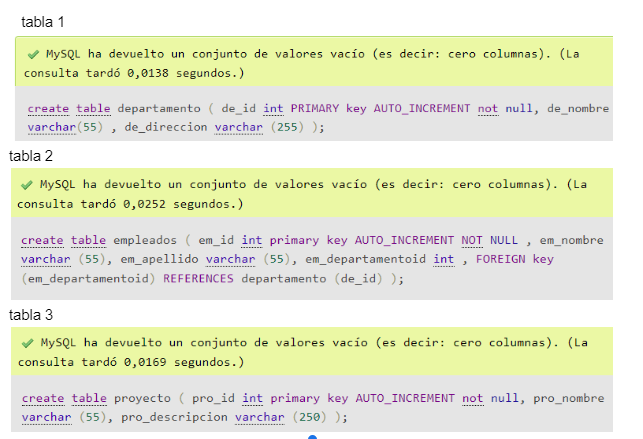 tabla 1
MySQL ha devuelto un conjunto de valores vacío (es decir: cero columnas). (La
consulta tardó 0,0138 segundos.)
create table departamento ( de_id int PRIMARY key AUTO_INCREMENT not null, de_nombre
varchar(55) , de_direccion varchar (255) );
tabla 2
MySQL ha devuelto un conjunto de valores vacío (es decir: cero columnas). (La
consulta tardó 0,0252 segundos.)
create table empleados ( em_id int primary key AUTO_INCREMENT NOT NULL , em_nombre
varchar (55), em_apellido varchar (55), em_departamentoid int , FOREIGN key
(em_departamentoid) REFERENCES departamento (de_id) );
tabla 3
MySQL ha devuelto un conjunto de valores vacío (es decir: cero columnas). (La
consulta tardó 0,0169 segundos.)
create table proyecto ( pro_id int primary key AUTO_INCREMENT not null, pro_nombre
varchar (55), pro_descripcion varchar (250) );